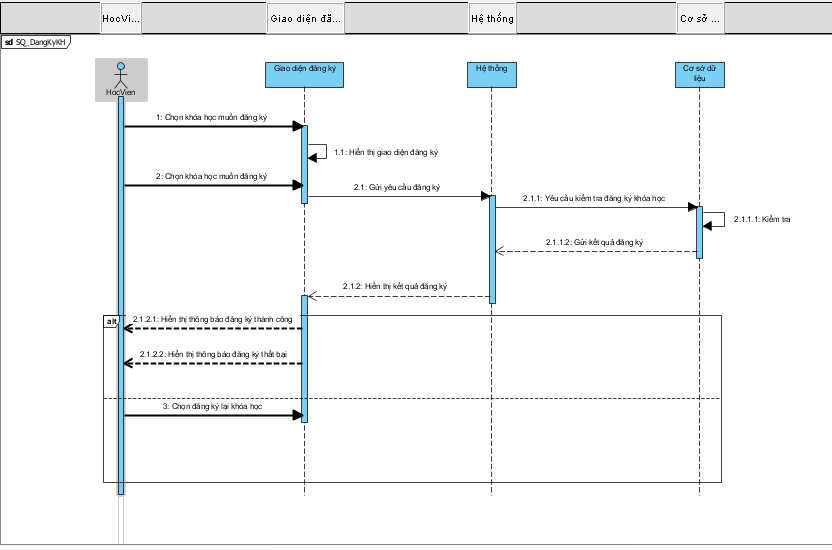 HocVi...
Giao diện đă...
Hệ thống
Cơ sở ...
sd SQ_DangKyKH
HocVien
Giao diện đăng ký
Hệ thống
Cơ sở dữ
liệu
1: Chọn khóa học muốn đăng ký
1.1: Hiển thị giao diện đăng ký
2: Chọn khóa học muốn đăng ký
2.1: Gửi yêu cầu đăng ký
2.1.1: Yêu cầu kiểm tra đăng ký khóa học
2.1.1.1: Kiểm tra
2.1.1.2: Gửi kết quả đăng ký
2.1.2: Hiển thị kết quả đăng ký
alt
2.1.2.1: Hiển thị thông báo đăng ký thành công
2.1.2.2: Hiển thị thông báo đăng ký thất bại
3: Chọn đăng ký lại khóa học